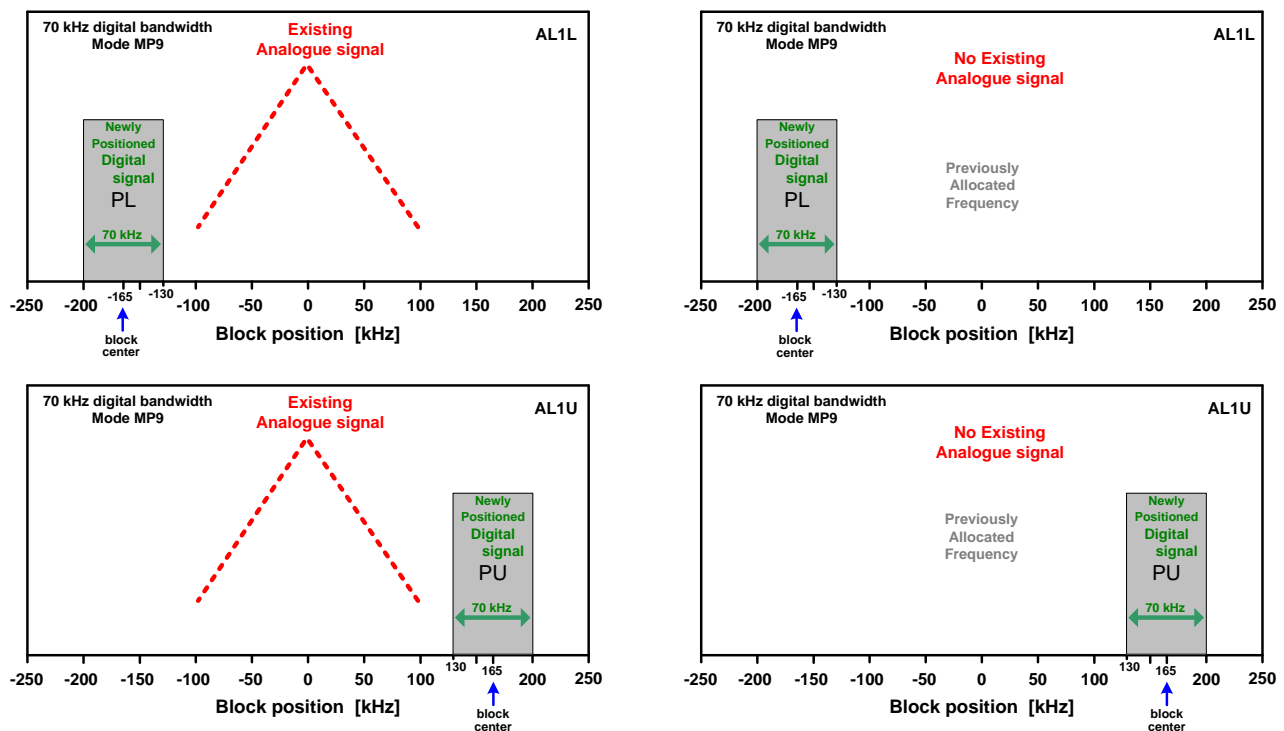 70 kHz digital bandwidth
Mode MP9
Existing
Analogue signal
AL1L
Newly
Positioned
Digital
signal
PL
70 kHz
-250 -200 -165 -130 -100 -50 0 50 100 150 200 250
Block position [kHz]
block
center
70 kHz digital bandwidth
Mode MP9
No Existing
Analogue signal
AL1L
Newly
Positioned
Digital
signal
PL
Previously
Allocated
Frequency
70 kHz
-250 -200 -165 -130 -100 -50 0 50 100 150 200 250
Block position [kHz]
block
center
70 kHz digital bandwidth
Mode MP9
Existing
Analogue signal
AL1U
Newly
Positioned
Digital
signal
PU
70 kHz
-250 -200 -150 -100 -50 0 50 100 130 165 200 250
Block position [kHz]
block
center
70 kHz digital bandwidth
Mode MP9
No Existing
Analogue signal
AL1U
Previously
Allocated
Frequency
Newly
Positioned
Digital
signal
PU
70 kHz
-250 -200 -150 -100 -50 0 50 100 130 165 200 250
Block position [kHz]
block
center